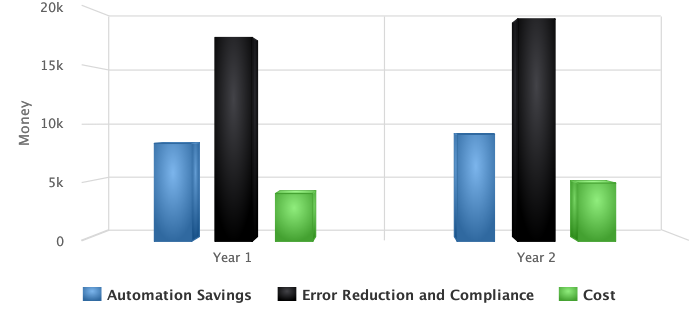 20k
15k
10k
5k
0
Money
Year 1
Year 2
Automation Savings
Error Reduction and Compliance
Cost